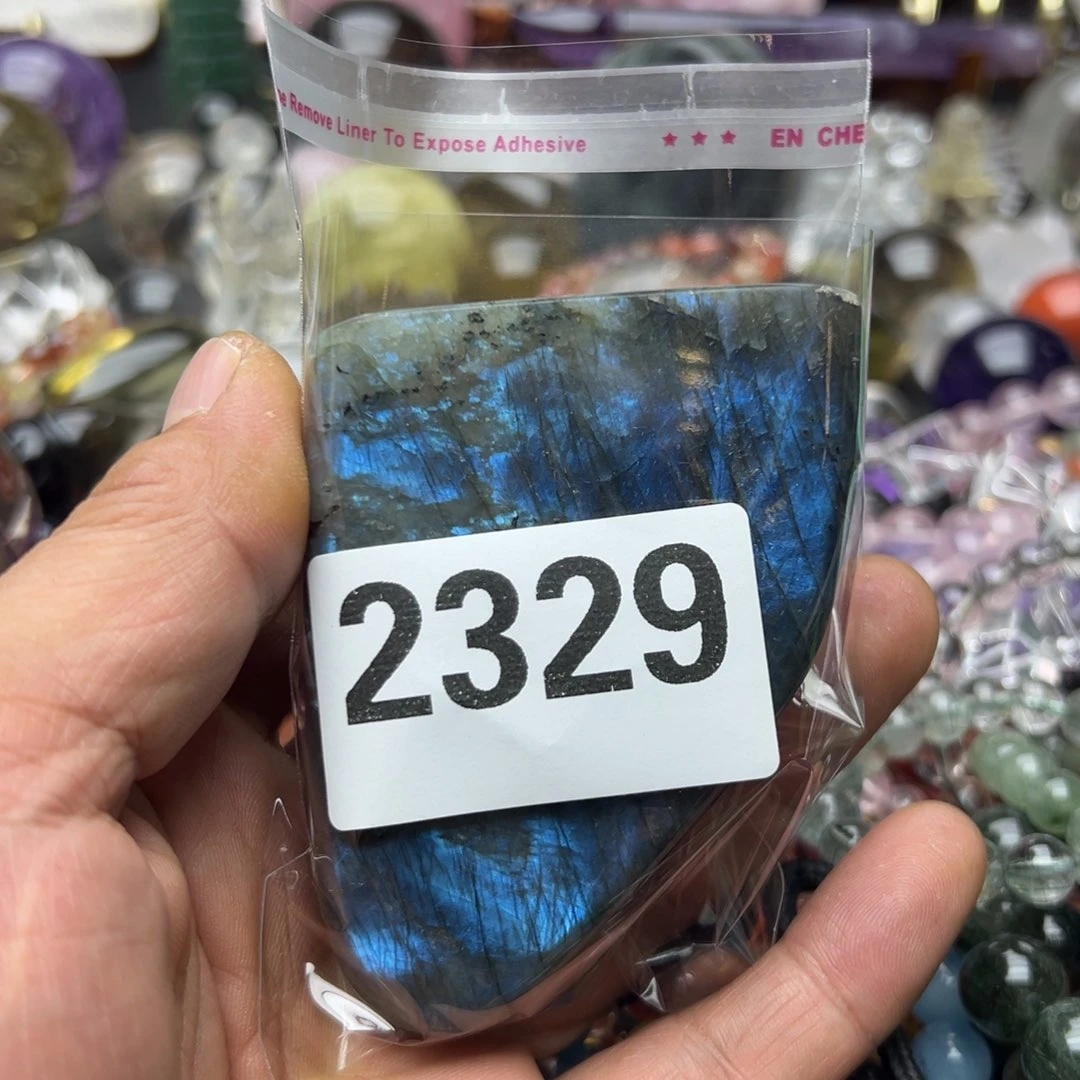 Remove Liner To Expose Adhesive ★★★ EN CHE
2329